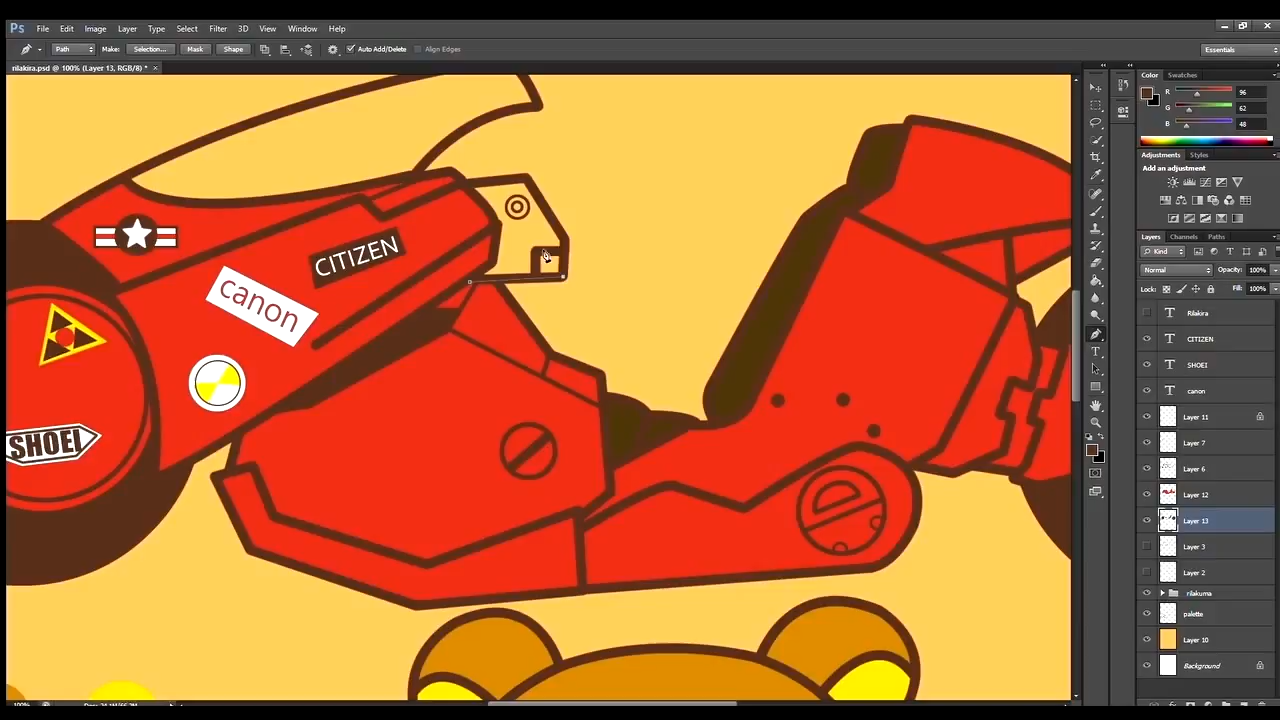 Ps File Edit Image Layer Type Select Filter 3D View Window Help
Path Make: Selection... Mask Shape Auto Add/Delete Align Edges Essentials
rilakira.psd @ 100% (Layer 13, RGB/8) * ×
Color Swatches
R 96
G 62
B 48
Adjustments Styles
Add an adjustment
Layers Channels Paths
Kind
Normal Opacity: 100%
Lock: Fill: 100%
T Rilakira
T CITIZEN
T SHOEI
T canon
Layer 11
Layer 7
Layer 6
Layer 12
Layer 13
Layer 3
Layer 2
rilakuma
palette
Layer 10
Background
CITIZEN
canon
SHOEI